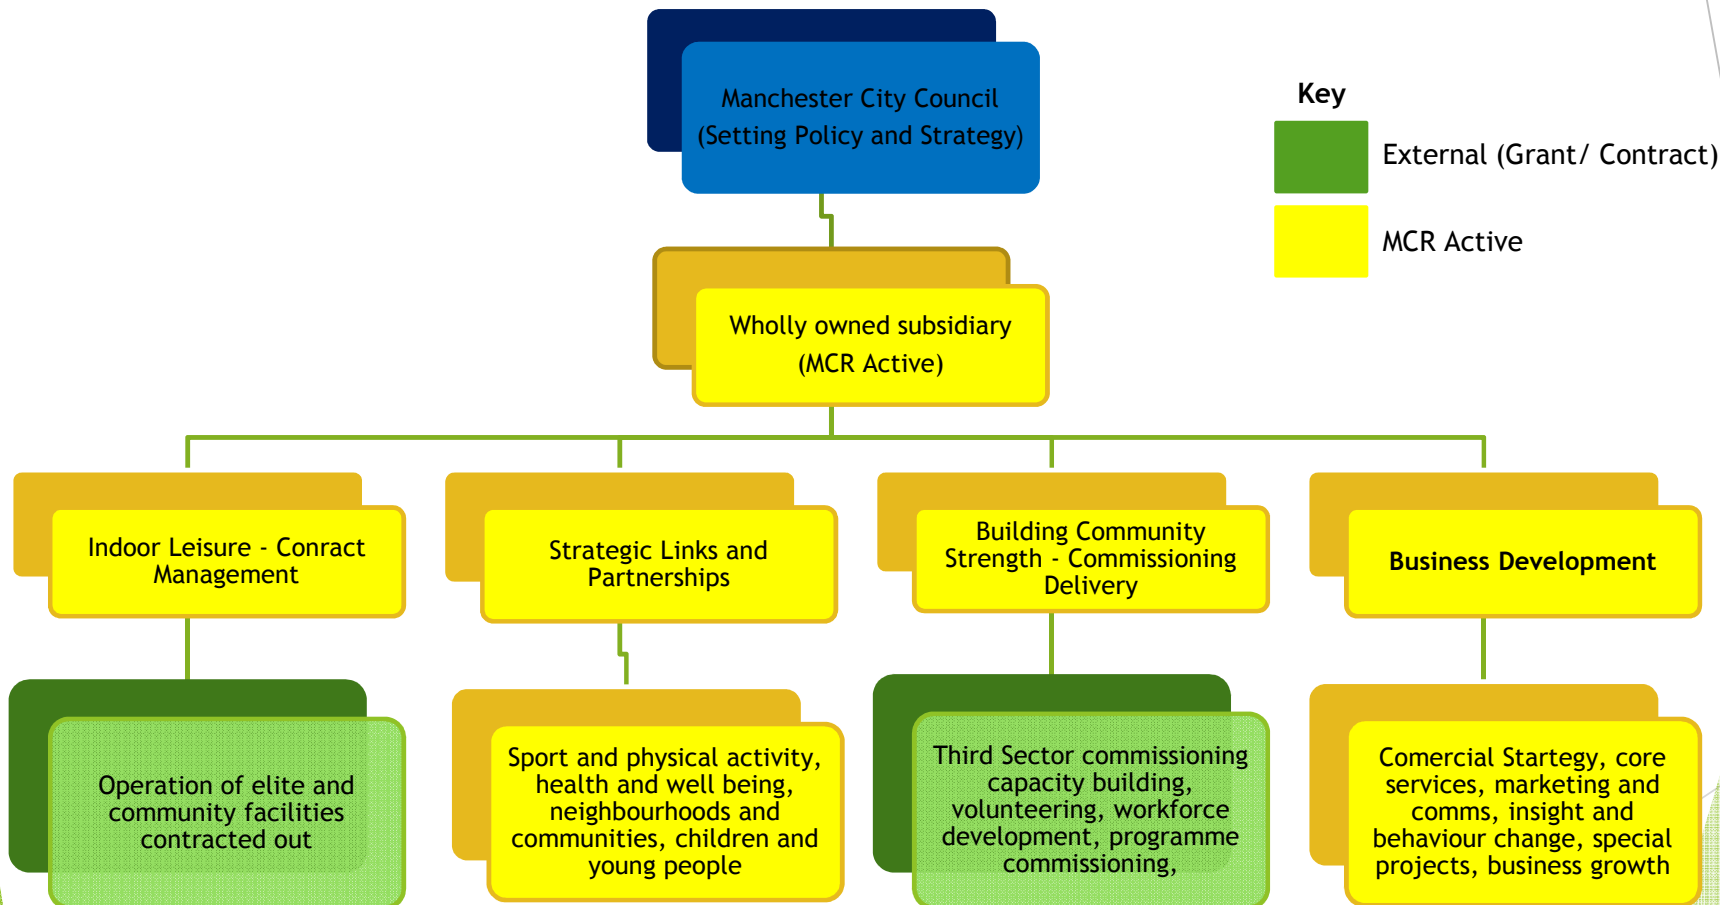 Manchester City Council
(Setting Policy and Strategy)
Key
External (Grant/ Contract)
MCR Active
Wholly owned subsidiary
(MCR Active)
Indoor Leisure - Conract
Management
Strategic Links and
Partnerships
Building Community
Strength - Commissioning
Delivery
Business Development
Operation of elite and
community facilities
contracted out
Sport and physical activity,
health and well being,
neighbourhoods and
communities, children and
young people
Third Sector commissioning
capacity building,
volunteering, workforce
development, programme
commissioning,
Comercial Startegy, core
services, marketing and
comms, insight and
behaviour change, special
projects, business growth